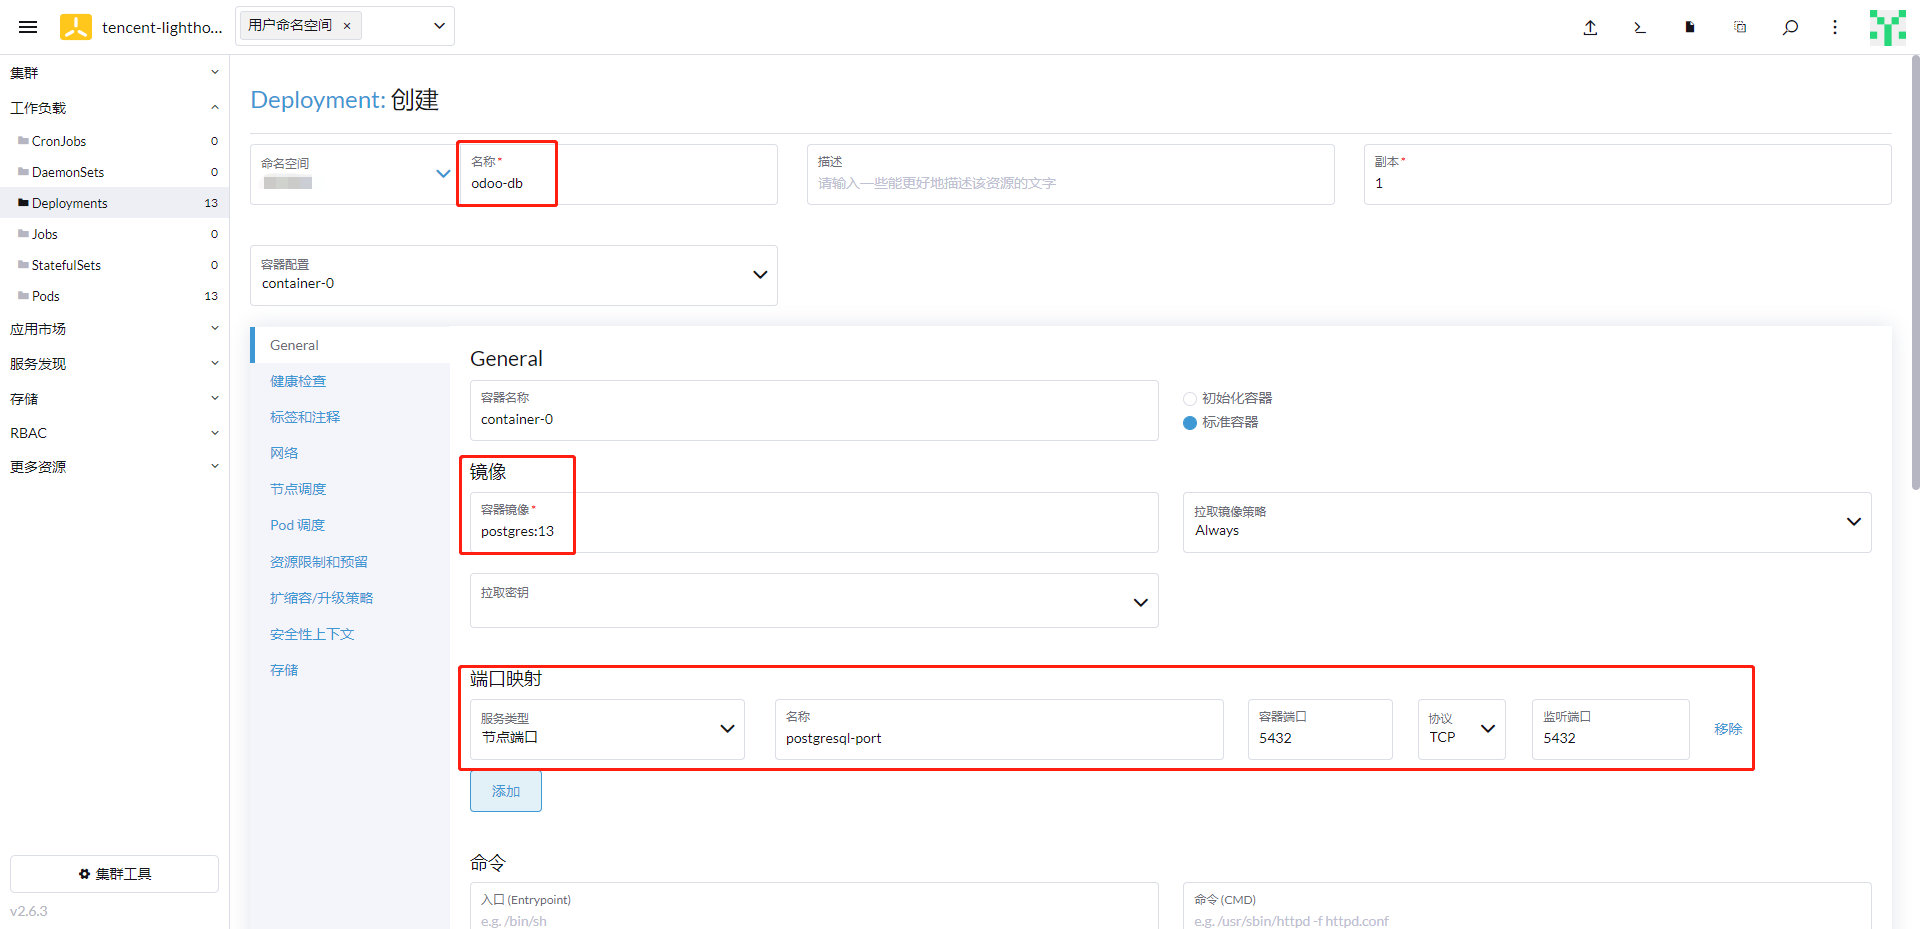 tencent-lightho...
用户命名空间 ×
集群
工作负载
CronJobs 0
DaemonSets 0
Deployments 13
Jobs 0
StatefulSets 0
Pods 13
应用市场
服务发现
存储
RBAC
更多资源
集群工具
v2.6.3
Deployment: 创建
命名空间
名称*
odoo-db
描述
请输入一些能更好地描述该资源的文字
副本*
1
容器配置
container-0
General
健康检查
标签和注释
网络
节点调度
Pod 调度
资源限制和预留
扩缩容/升级策略
安全性上下文
存储
General
容器名称
container-0
初始化容器
标准容器
镜像
容器镜像*
postgres:13
拉取镜像策略
Always
拉取密钥
端口映射
服务类型
节点端口
名称
postgresql-port
容器端口
5432
协议
TCP
监听端口
5432
移除
添加
命令
入口 (Entrypoint)
e.g. /bin/sh
命令 (CMD)
e.g. /usr/sbin/httpd -f httpd.conf